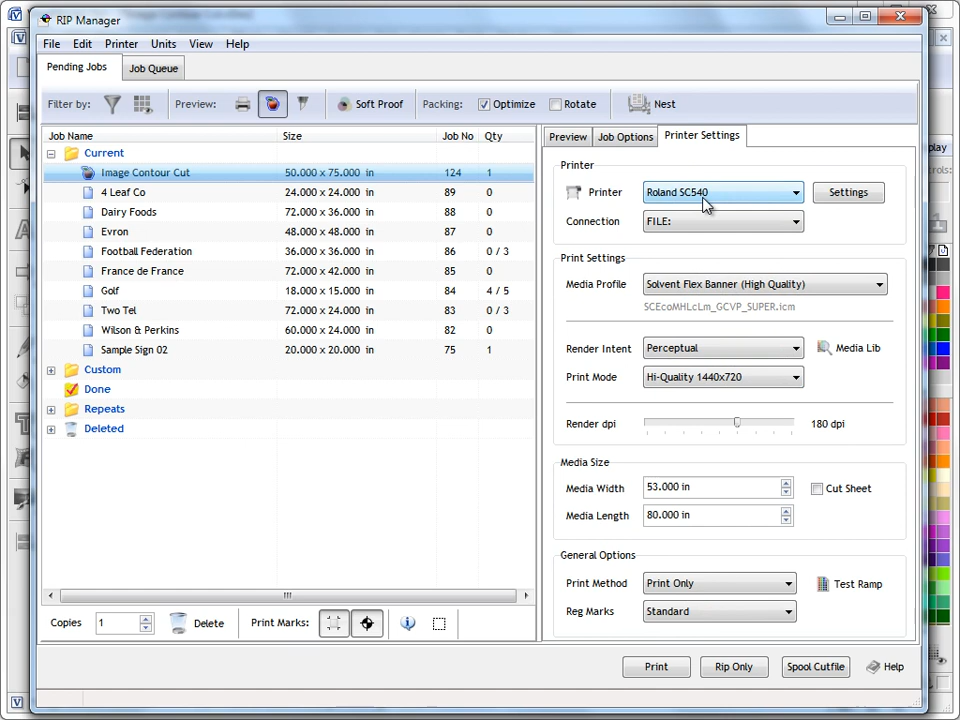 RIP Manager
File Edit Printer Units View Help
Pending Jobs Job Queue
Filter by: Preview: Soft Proof Packing: Optimize Rotate Nest
Job Name Size Job No Qty
Current
Image Contour Cut 50.000 x 75.000 in 124 1
4 Leaf Co 24.000 x 24.000 in 89 0
Dairy Foods 72.000 x 36.000 in 88 0
Evron 48.000 x 48.000 in 87 0
Football Federation 36.000 x 36.000 in 86 0 / 3
France de France 72.000 x 42.000 in 85 0
Golf 18.000 x 15.000 in 84 4 / 5
Two Tel 72.000 x 24.000 in 83 0 / 3
Wilson & Perkins 60.000 x 24.000 in 82 0
Sample Sign 02 20.000 x 20.000 in 75 1
Custom
Done
Repeats
Deleted
Copies 1 Delete Print Marks:
Preview Job Options Printer Settings
Printer
Printer Roland SC540 Settings
Connection FILE:
Print Settings
Media Profile Solvent Flex Banner (High Quality)
SCEcoMHLcLm_GCVP_SUPER.icm
Render Intent Perceptual Media Lib
Print Mode Hi-Quality 1440x720
Render dpi 180 dpi
Media Size
Media Width 53.000 in Cut Sheet
Media Length 80.000 in
General Options
Print Method Print Only Test Ramp
Reg Marks Standard
Print Rip Only Spool Cutfile Help
play
rols: